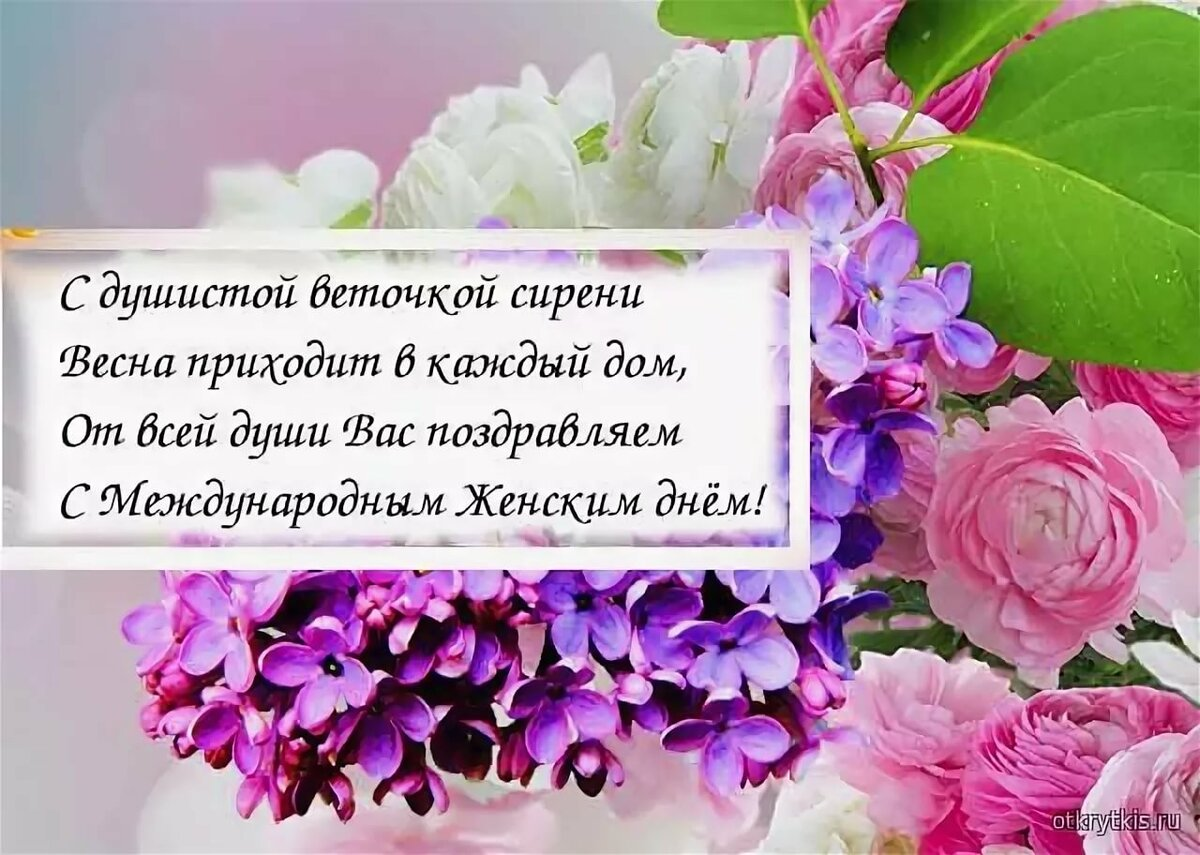 С душистой веточкой сирени
Весна приходит в каждый дом,
От всей души Вас поздравляем
С Международным Женским днём!
otkrytkis.ru